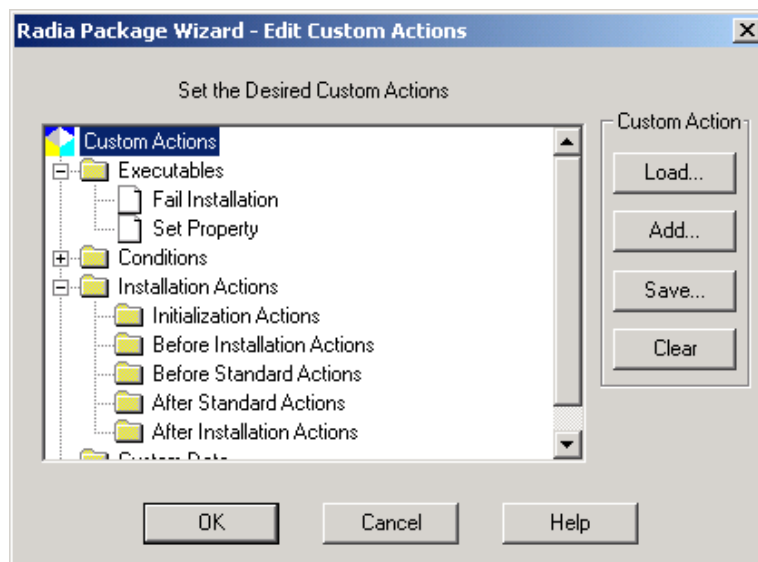 Radia Package Wizard - Edit Custom Actions
Set the Desired Custom Actions
Custom Actions
Executables
Fail Installation
Set Property
Conditions
Installation Actions
Initialization Actions
Before Installation Actions
Before Standard Actions
After Standard Actions
After Installation Actions
Custom Data
Custom Action
Load...
Add...
Save...
Clear
OK
Cancel
Help